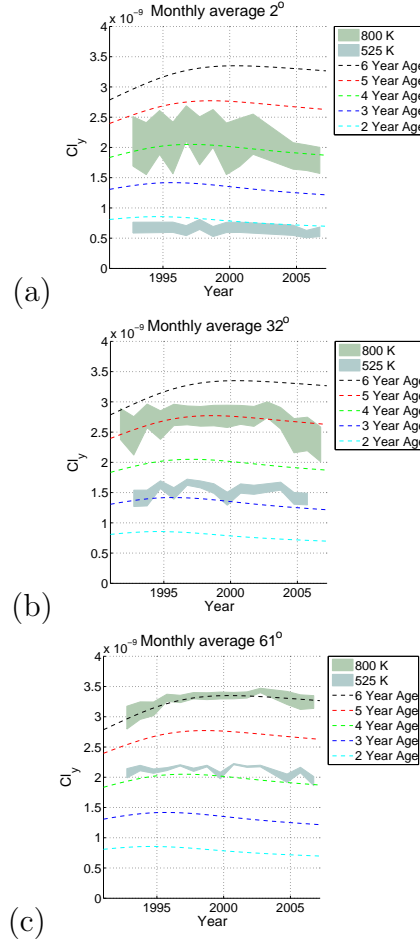 Monthly average 2°
x 10⁻⁹
4
3.5
3
2.5
2
1.5
1
0.5
0
Cl_y
1995 2000 2005
Year
800 K
525 K
6 Year Age
5 Year Age
4 Year Age
3 Year Age
2 Year Age
(a)
Monthly average 32°
x 10⁻⁹
4
3.5
3
2.5
2
1.5
1
0.5
0
Cl_y
1995 2000 2005
Year
800 K
525 K
6 Year Age
5 Year Age
4 Year Age
3 Year Age
2 Year Age
(b)
Monthly average 61°
x 10⁻⁹
4
3.5
3
2.5
2
1.5
1
0.5
0
Cl_y
1995 2000 2005
Year
800 K
525 K
6 Year Age
5 Year Age
4 Year Age
3 Year Age
2 Year Age
(c)